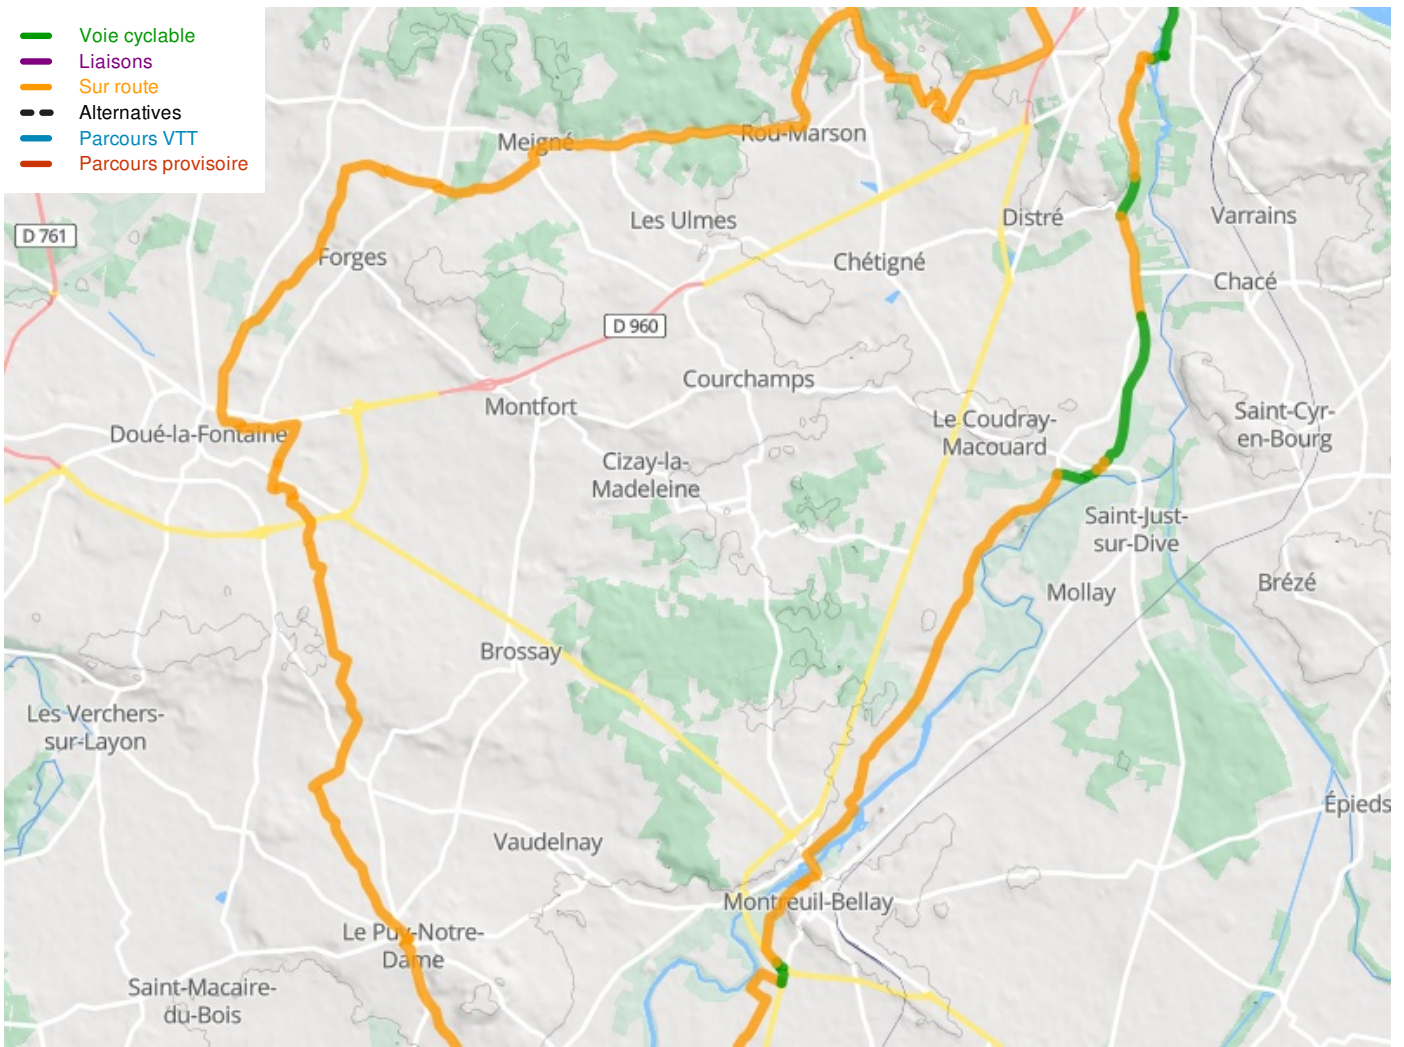 Voie cyclable
Liaisons
Sur route
Alternatives
Parcours VTT
Parcours provisoire
Meigné
Rou-Marson
D 761
Les Ulmes
Distré
Varrains
Forges
Chétigné
Chacé
D 960
Courchamps
Montfort
Doué-la-Fontaine
Le Coudray-
Macouard
Saint-Cyr-
en-Bourg
Cizay-la-
Madeleine
Saint-Just-
sur-Dive
Mollay
Brézé
Brossay
Les Verchers-
sur-Layon
Épieds
Vaudelnay
Montreuil-Bellay
Le Puy-Notre-
Dame
Saint-Macaire-
du-Bois